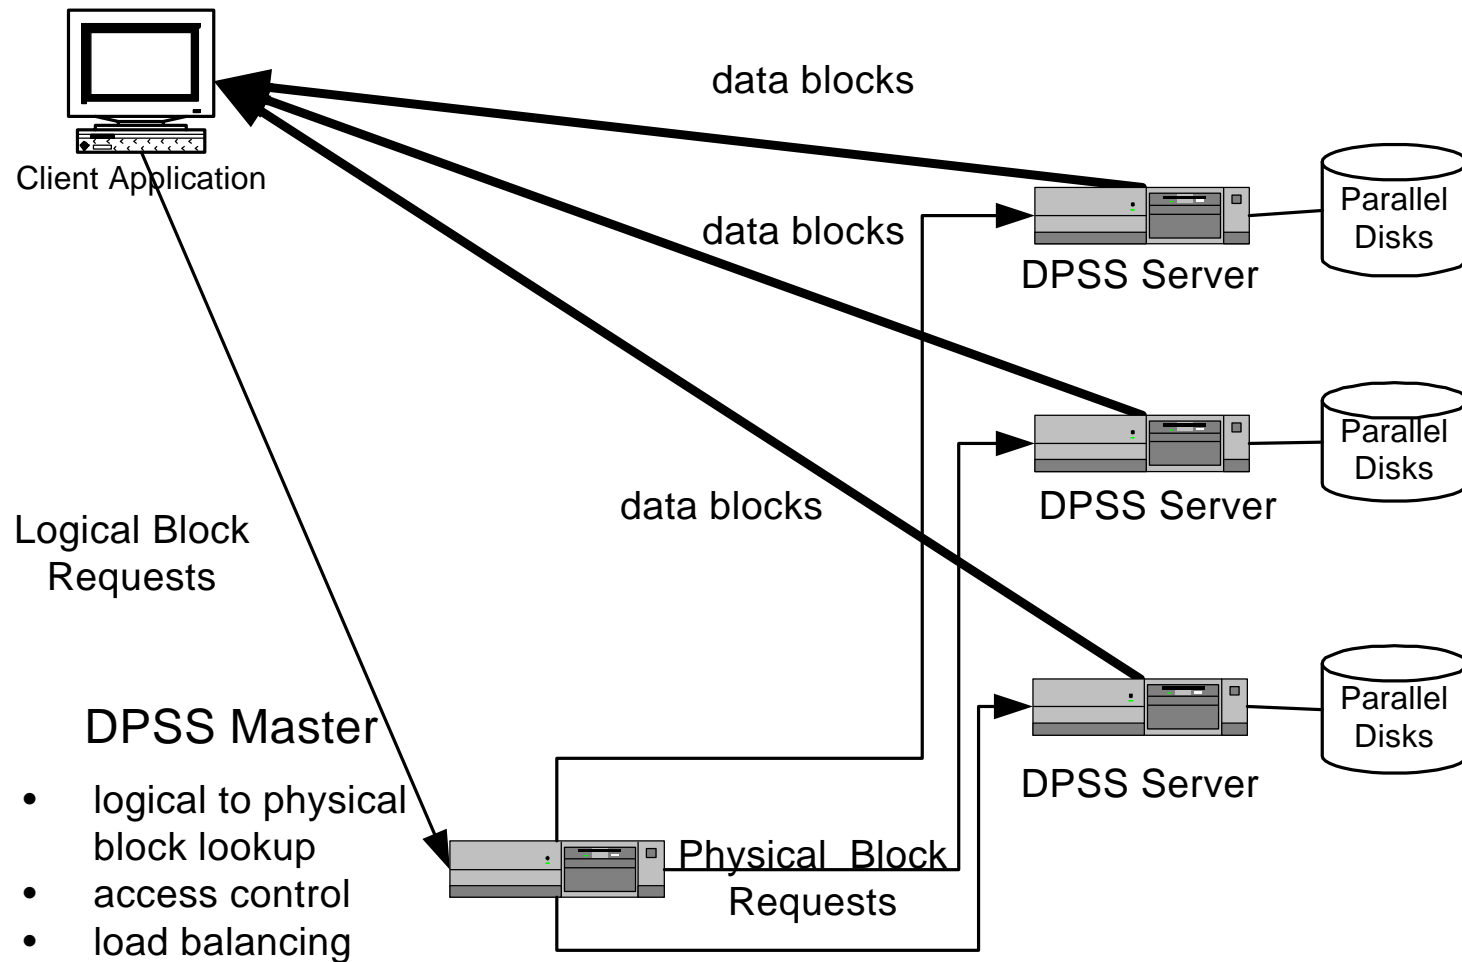 data blocks
Client Application
Parallel
Disks
data blocks
DPSS Server
Parallel
Disks
data blocks
DPSS Server
Logical Block
Requests
Parallel
Disks
DPSS Server
DPSS Master
• logical to physical
block lookup
• access control
• load balancing
Physical Block
Requests